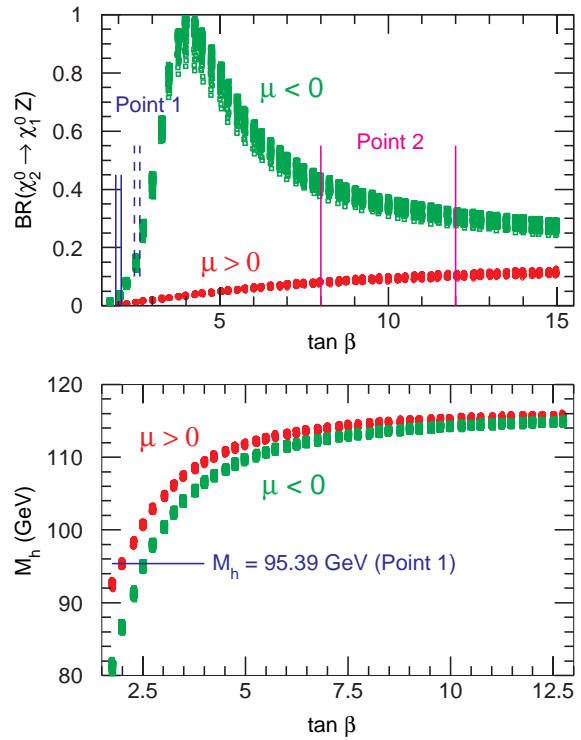 BR(χ₂⁰ → χ₁⁰ Z)
1
0.8
0.6
0.4
0.2
0
Point 1
μ < 0
Point 2
μ > 0
5
10
15
tan β
M_h (GeV)
120
110
100
90
80
μ > 0
μ < 0
M_h = 95.39 GeV (Point 1)
2.5
5
7.5
10
12.5
tan β